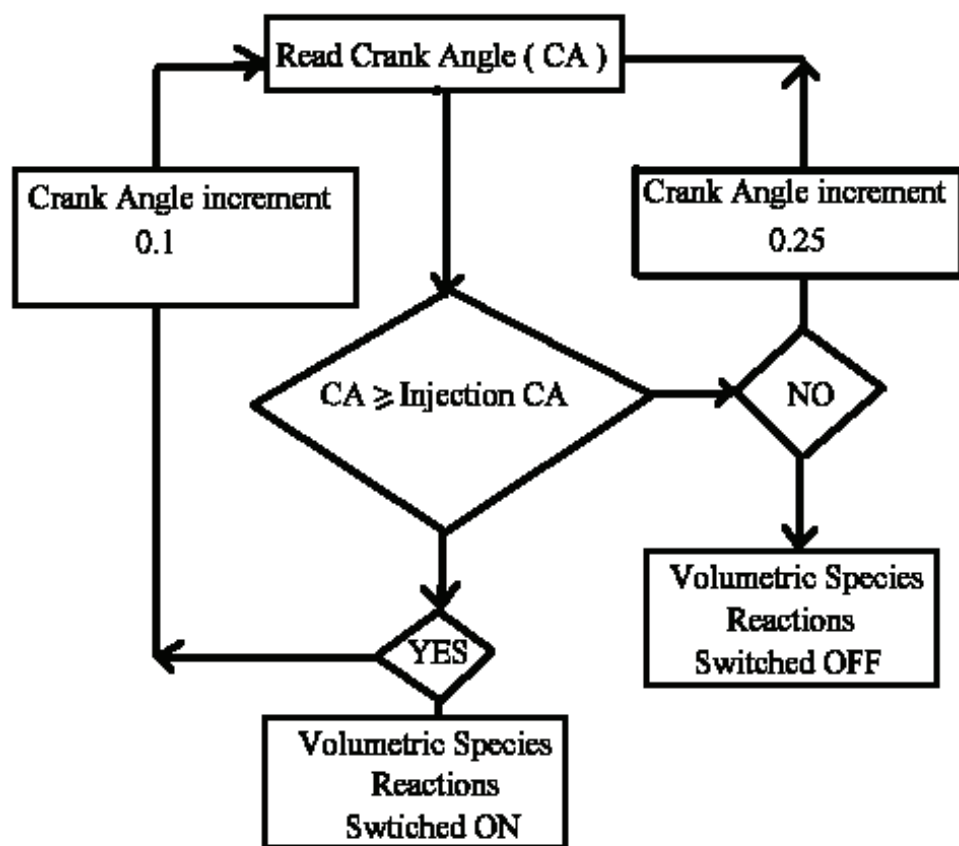 Read Crank Angle ( CA )
Crank Angle increment
0.1
Crank Angle increment
0.25
CA ⩾ Injection CA
NO
YES
Volumetric Species
Reactions
Switched OFF
Volumetric Species
Reactions
Swtiched ON